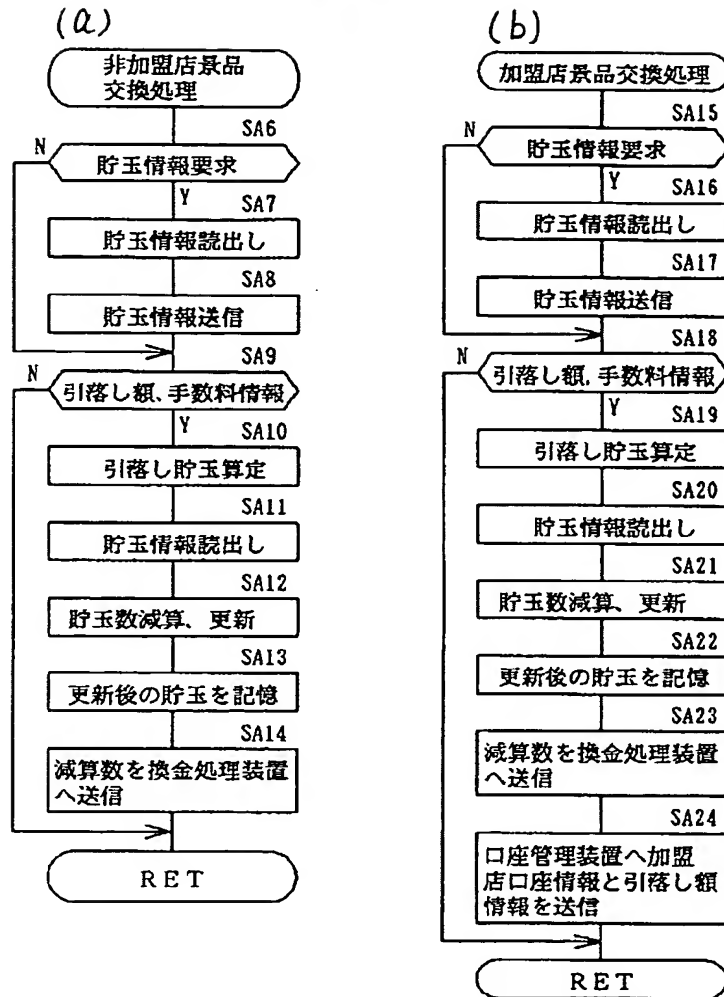 (a)
非加盟店景品
交換処理
SA6
N
貯玉情報要求
Y
SA7
貯玉情報読出し
SA8
貯玉情報送信
SA9
N
引落し額、手数料情報
Y
SA10
引落し貯玉算定
SA11
貯玉情報読出し
SA12
貯玉数減算、更新
SA13
更新後の貯玉を記憶
SA14
減算数を換金処理装置
へ送信
RET
(b)
加盟店景品交換処理
SA15
N
貯玉情報要求
Y
SA16
貯玉情報読出し
SA17
貯玉情報送信
SA18
N
引落し額,手数料情報
Y
SA19
引落し貯玉算定
SA20
貯玉情報読出し
SA21
貯玉数減算、更新
SA22
更新後の貯玉を記憶
SA23
減算数を換金処理装置
へ送信
SA24
口座管理装置へ加盟
店口座情報と引落し額
情報を送信
RET